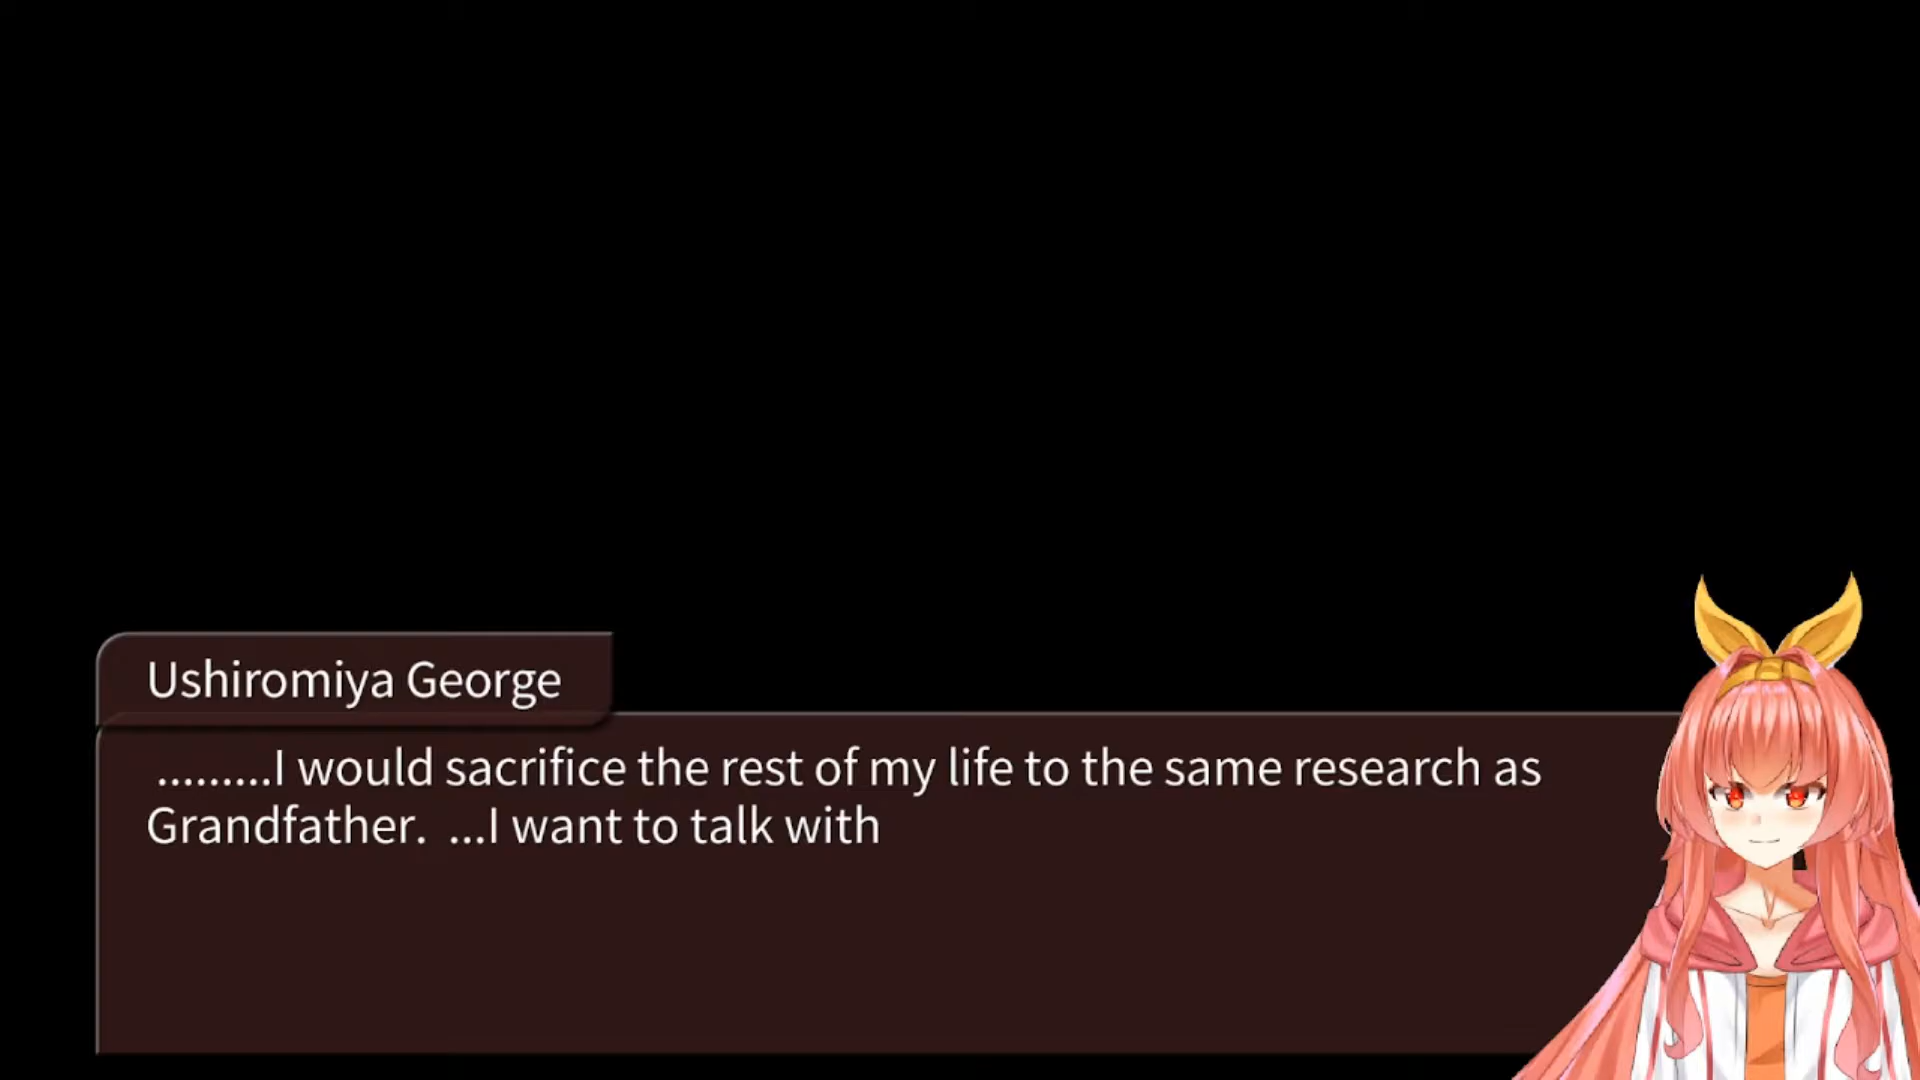 Ushiromiya George
.........I would sacrifice the rest of my life to the same research as
Grandfather.  ...I want to talk with